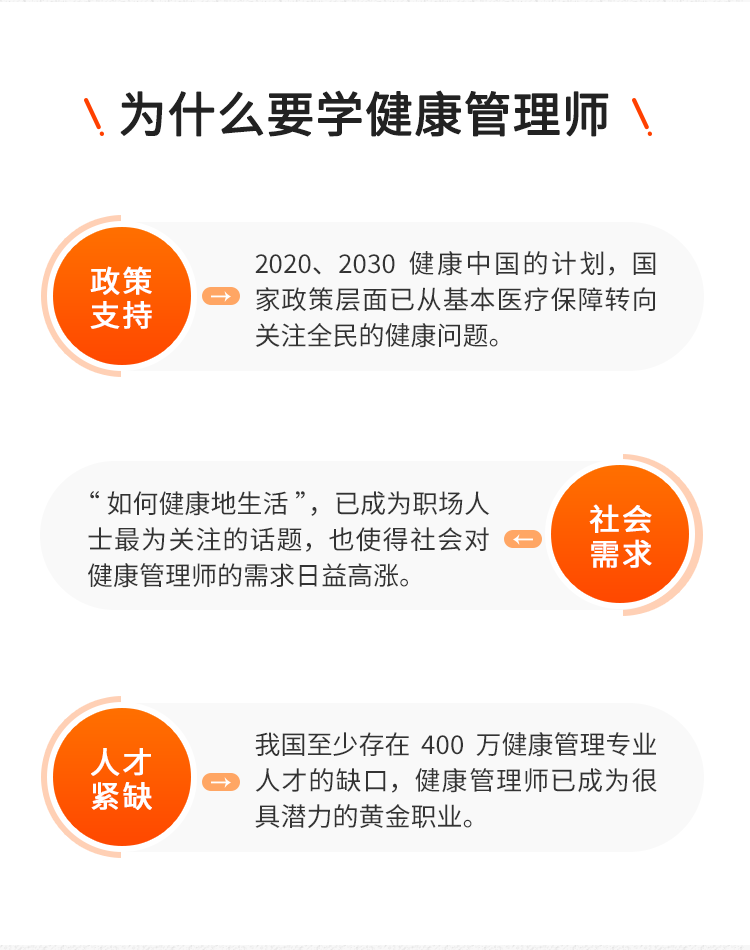 为什么要学健康管理师
政策
支持
2020、2030 健康中国的计划，国
家政策层面已从基本医疗保障转向
关注全民的健康问题。
“如何健康地生活”，已成为职场人
士最为关注的话题，也使得社会对
健康管理师的需求日益高涨。
社会
需求
人才
紧缺
我国至少存在 400 万健康管理专业
人才的缺口，健康管理师已成为很
具潜力的黄金职业。